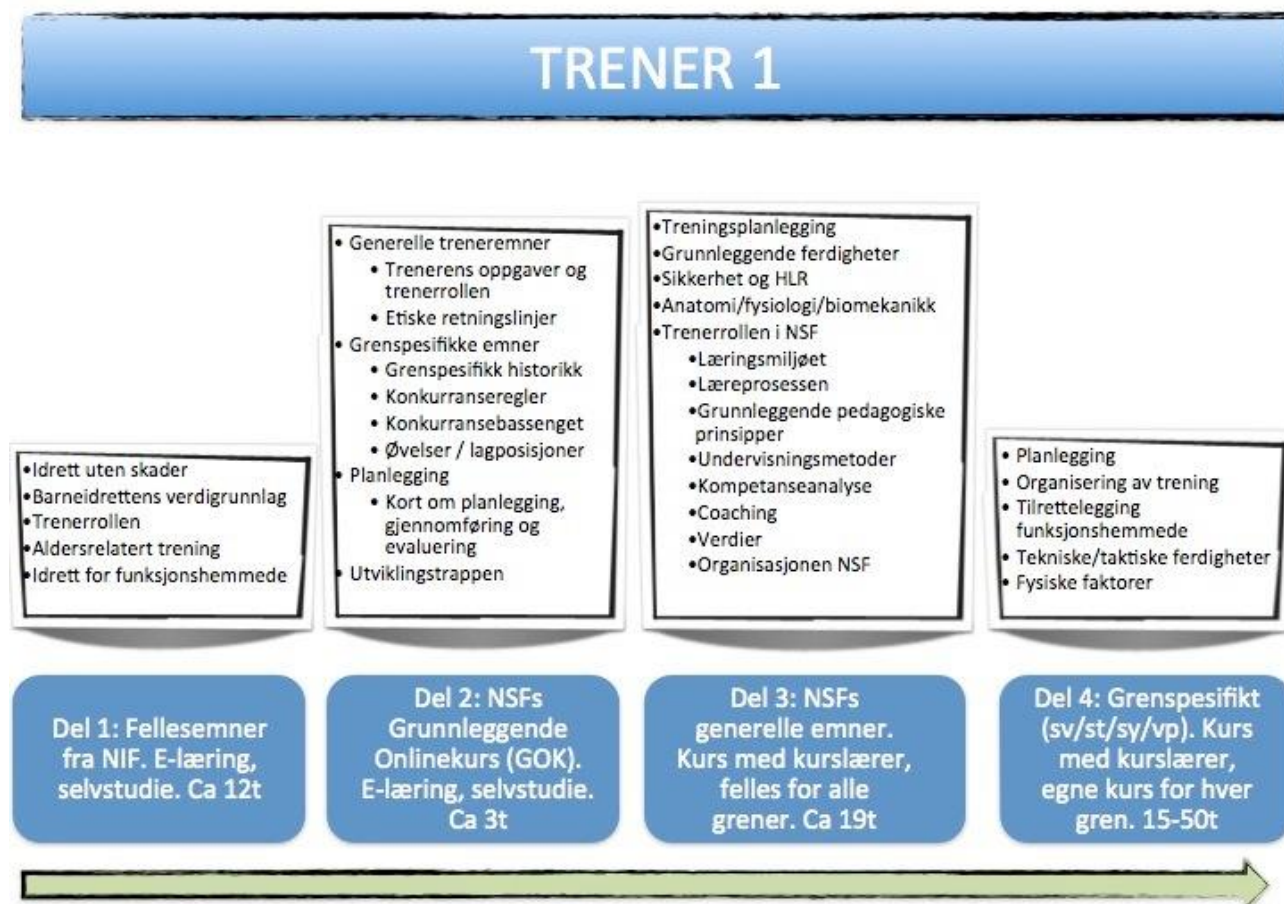 TRENER 1
•Idrett uten skader
•Barneidrettens verdigrunnlag
•Trenerrollen
•Aldersrelatert trening
•Idrett for funksjonshemmede
• Generelle treneremner
• Trenerens oppgaver og
trenerrollen
• Etiske retningslinjer
• Grenspesifikke emner
• Grenspesifikk historikk
• Konkurranseregler
• Konkurransebassenget
• Øvelser / lagposisjoner
• Planlegging
• Kort om planlegging,
gjennomføring og
evaluering
• Utviklingstrappen
•Treningsplanlegging
•Grunnleggende ferdigheter
•Sikkerhet og HLR
•Anatomi/fysiologi/biomekanikk
•Trenerrollen i NSF
•Læringsmiljøet
•Læreprosessen
•Grunnleggende pedagogiske
prinsipper
•Undervisningsmetoder
•Kompetanseanalyse
•Coaching
•Verdier
•Organisasjonen NSF
• Planlegging
• Organisering av trening
• Tilrettelegging
funksjonshemmede
• Tekniske/taktiske ferdigheter
• Fysiske faktorer
Del 1: Fellesemner
fra NIF. E-læring,
selvstudie. Ca 12t
Del 2: NSFs
Grunnleggende
Onlinekurs (GOK).
E-læring, selvstudie.
Ca 3t
Del 3: NSFs
generelle emner.
Kurs med kurslærer,
felles for alle
grener. Ca 19t
Del 4: Grenspesifikt
(sv/st/sy/vp). Kurs
med kurslærer,
egne kurs for hver
gren. 15-50t